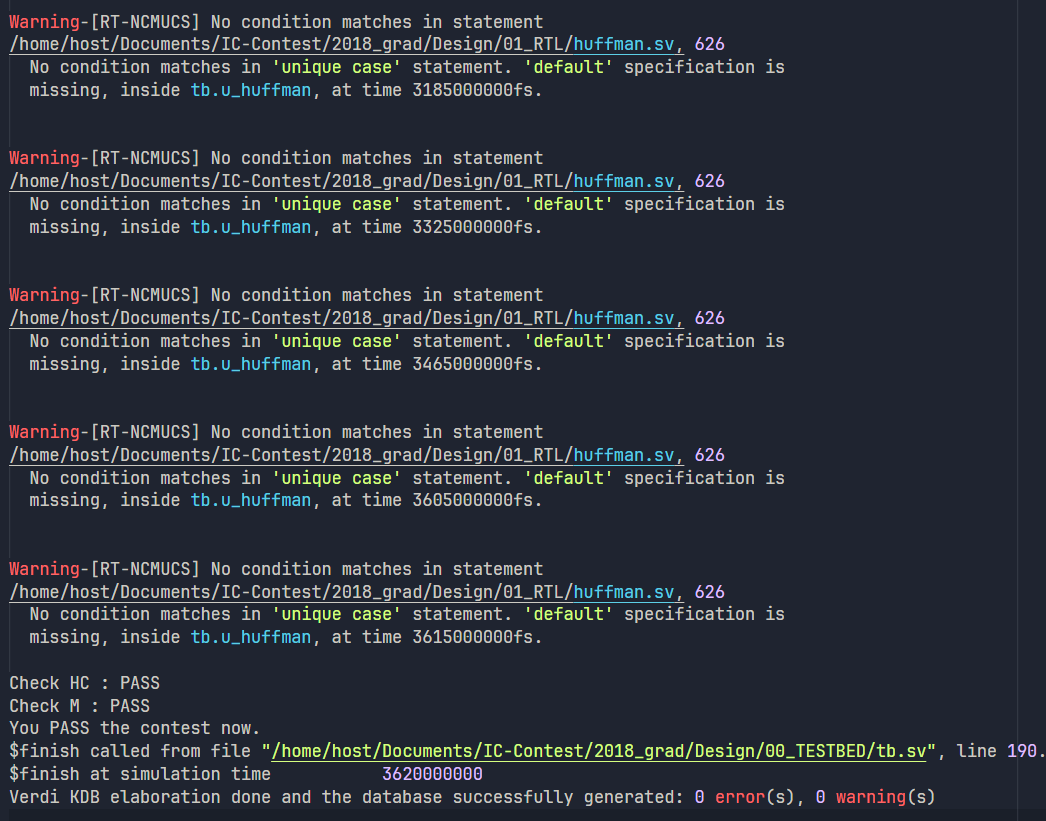 Warning-[RT-NCMUCS] No condition matches in statement
/home/host/Documents/IC-Contest/2018_grad/Design/01_RTL/huffman.sv, 626
No condition matches in 'unique case' statement. 'default' specification is
missing, inside tb.u_huffman, at time 3185000000fs.
Warning-[RT-NCMUCS] No condition matches in statement
/home/host/Documents/IC-Contest/2018_grad/Design/01_RTL/huffman.sv, 626
No condition matches in 'unique case' statement. 'default' specification is
missing, inside tb.u_huffman, at time 3325000000fs.
Warning-[RT-NCMUCS] No condition matches in statement
/home/host/Documents/IC-Contest/2018_grad/Design/01_RTL/huffman.sv, 626
No condition matches in 'unique case' statement. 'default' specification is
missing, inside tb.u_huffman, at time 3465000000fs.
Warning-[RT-NCMUCS] No condition matches in statement
/home/host/Documents/IC-Contest/2018_grad/Design/01_RTL/huffman.sv, 626
No condition matches in 'unique case' statement. 'default' specification is
missing, inside tb.u_huffman, at time 3605000000fs.
Warning-[RT-NCMUCS] No condition matches in statement
/home/host/Documents/IC-Contest/2018_grad/Design/01_RTL/huffman.sv, 626
No condition matches in 'unique case' statement. 'default' specification is
missing, inside tb.u_huffman, at time 3615000000fs.
Check HC : PASS
Check M : PASS
You PASS the contest now.
$finish called from file "/home/host/Documents/IC-Contest/2018_grad/Design/00_TESTBED/tb.sv", line 190.
$finish at simulation time 3620000000
Verdi KDB elaboration done and the database successfully generated: 0 error(s), 0 warning(s)